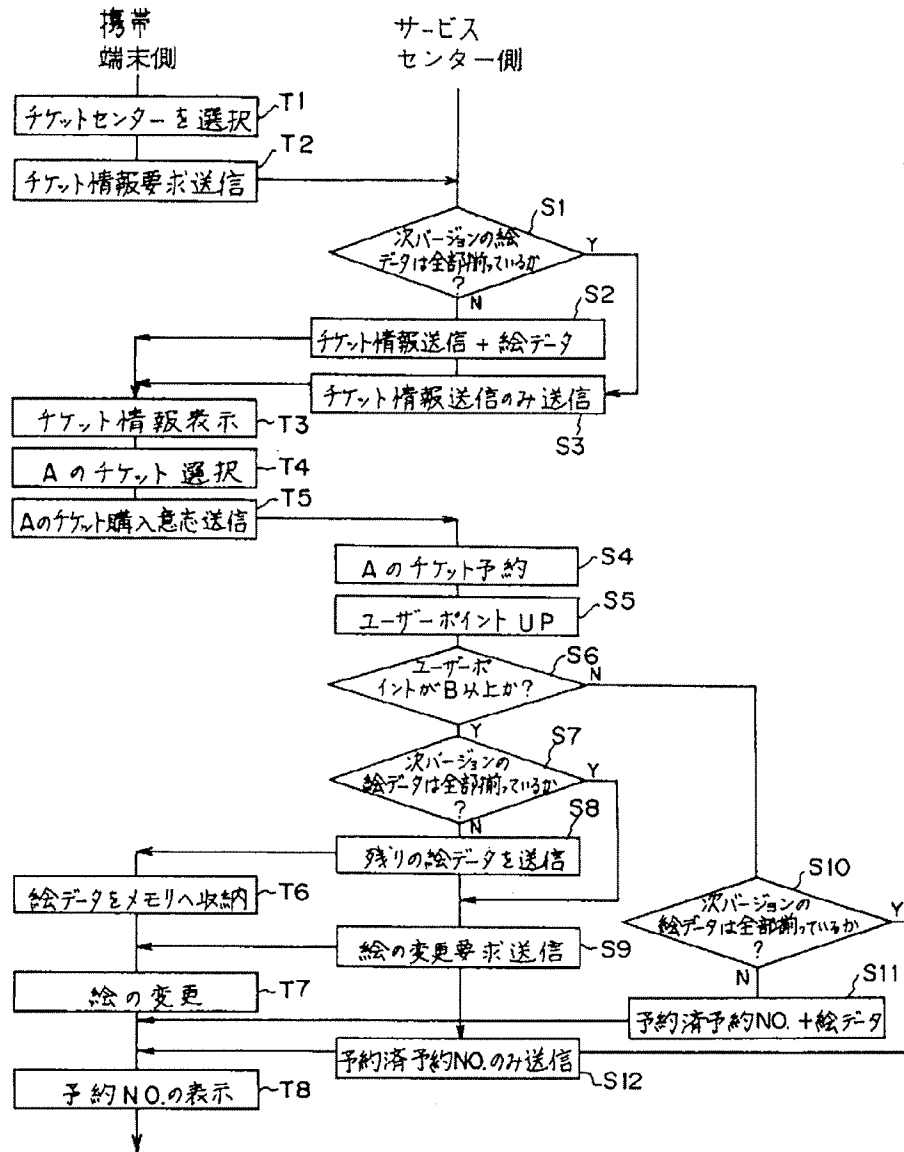 携帯
端末側
サービス
センター側
チケットセンターを選択
T1
チケット情報要求送信
T2
次バージョンの絵
データは全部揃っているか
?
S1
Y
N
チケット情報送信 + 絵データ
S2
チケット情報送信のみ送信
S3
チケット情報表示
T3
Aのチケット選択
T4
Aのチケット購入意志送信
T5
Aのチケット予約
S4
ユーザーポイントUP
S5
ユーザーポ
イントがB以上か?
S6
N
Y
次バージョンの
絵データは全部揃っているか
?
S7
Y
N
残りの絵データを送信
S8
絵データをメモリへ収納
T6
次バージョンの
絵データは全部揃っているか
?
S10
Y
N
絵の変更要求送信
S9
絵の変更
T7
予約済予約NO.+絵データ
S11
予約済予約NO.のみ送信
S12
予約NO.の表示
T8